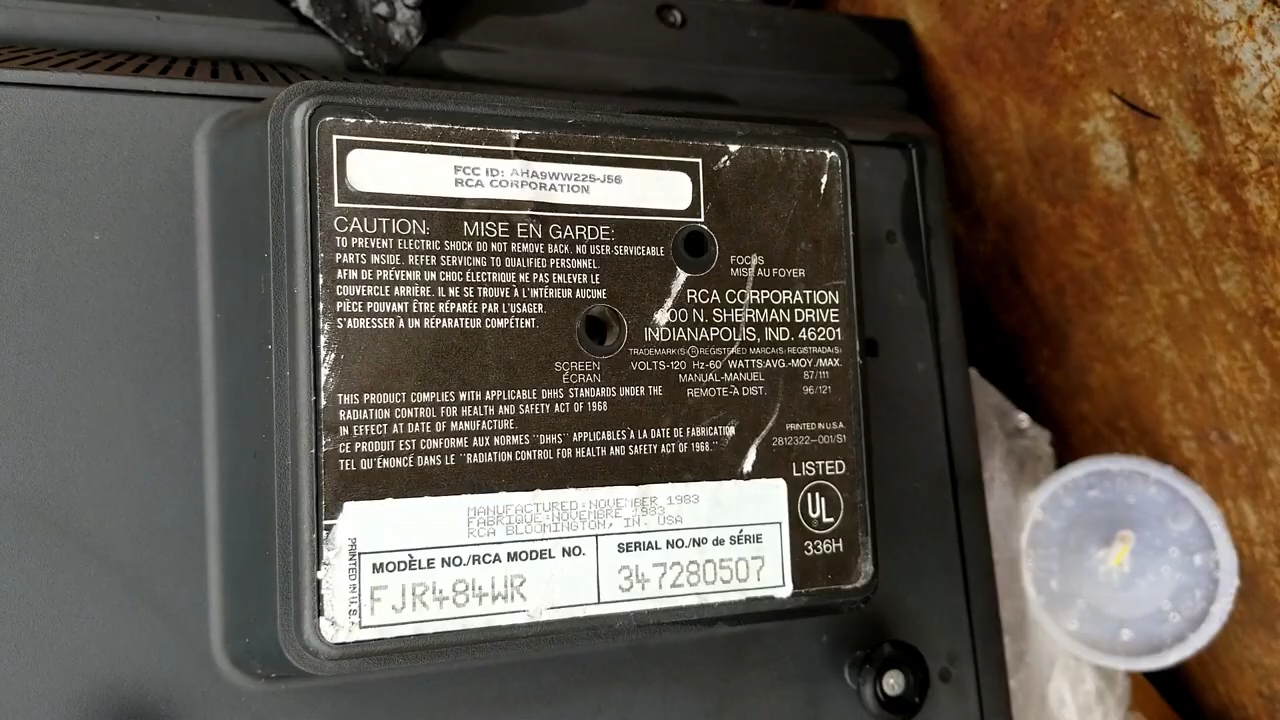 FCC ID: AHA9WW225-J56
RCA CORPORATION
CAUTION: MISE EN GARDE:
TO PREVENT ELECTRIC SHOCK DO NOT REMOVE BACK. NO USER-SERVICEABLE
PARTS INSIDE. REFER SERVICING TO QUALIFIED PERSONNEL.
AFIN DE PRÉVENIR UN CHOC ÉLECTRIQUE NE PAS ENLEVER LE
COUVERCLE ARRIÈRE. IL NE SE TROUVE À L'INTÉRIEUR AUCUNE
PIÈCE POUVANT ÊTRE RÉPARÉE PAR L'USAGER.
S'ADRESSER À UN RÉPARATEUR COMPÉTENT.
FOCUS
MISE AU FOYER
RCA CORPORATION
00 N. SHERMAN DRIVE
INDIANAPOLIS, IND. 46201
TRADEMARK(S) ® REGISTERED MARCA(S) REGISTRADA(S)
SCREEN
ÉCRAN
VOLTS-120 Hz-60 WATTS:AVG.-MOY./MAX.
MANUAL-MANUEL 87/111
REMOTE-À DIST. 96/121
THIS PRODUCT COMPLIES WITH APPLICABLE DHHS STANDARDS UNDER THE
RADIATION CONTROL FOR HEALTH AND SAFETY ACT OF 1968
IN EFFECT AT DATE OF MANUFACTURE.
CE PRODUIT EST CONFORME AUX NORMES "DHHS" APPLICABLES À LA DATE DE FABRICATION
TEL QU'ÉNONCÉ DANS LE "RADIATION CONTROL FOR HEALTH AND SAFETY ACT OF 1968."
PRINTED IN U.S.A.
2812322-001/S1
LISTED
UL
336H
MANUFACTURED:NOVEMBER 1983
FABRIQUE:NOVEMBRE 1983
RCA BLOOMINGTON, IN. USA
PRINTED IN U.S.A.
MODÈLE NO./RCA MODEL NO.
FJR484WR
SERIAL NO./Nº de SÉRIE
347280507